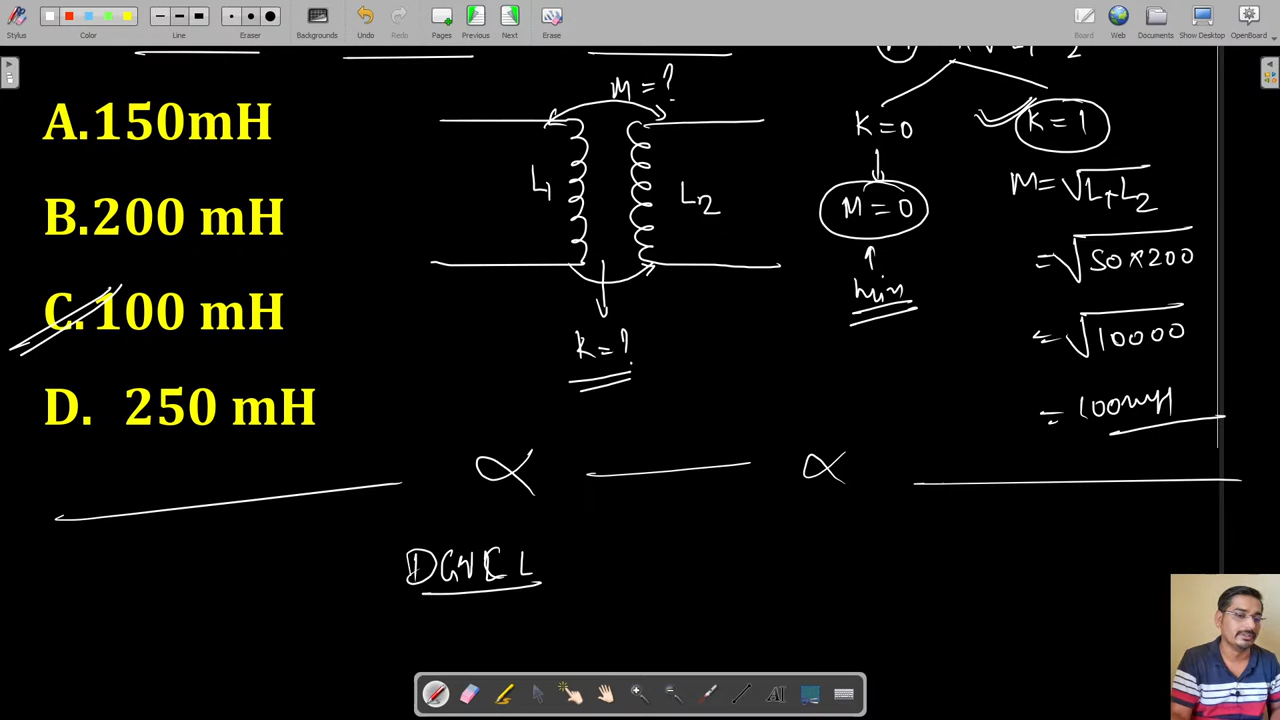 Stylus
Color
Line
Eraser
Backgrounds
Undo
Redo
Pages
Previous
Next
Erase
Board
Web
Documents
Show Desktop
OpenBoard
A.150mH
B.200 mH
C.100 mH
D. 250 mH
M = ?
L1
L2
K = ?
K = 0
M = 0
min
K = 1
M = √L1L2
= √50×200
= √10000
= 100mH
∝ ∝
DGVCL
AI